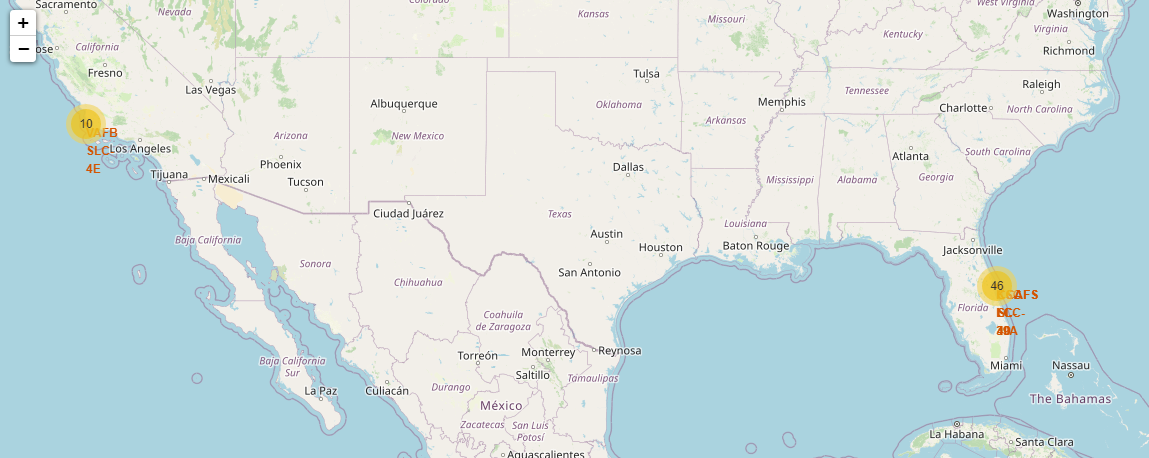 Sacramento
Colorado
Kansas
Missouri
West Virginia
Washington
+
−
Nevada
California
Kentucky
Virginia
Richmond
Fresno
Las Vegas
Tulsa
Albuquerque
Oklahoma
Memphis
Tennessee
Raleigh
Charlotte
North Carolina
10
VAFB
SLC
4E
Los Angeles
Arizona
New Mexico
Arkansas
Phoenix
Dallas
Atlanta
South Carolina
Tijuana
Mexicali
Tucson
Mississippi
Alabama
Georgia
Ciudad Juárez
Texas
Louisiana
Baja California
Austin
Houston
Baton Rouge
Jacksonville
Sonora
San Antonio
Chihuahua
46
Florida
Coahuila
de Zaragoza
Baja California
Sur
Torreón
Monterrey
Reynosa
Miami
Nassau
Saltillo
Durango
Tamaulipas
La Paz
Culiacán
México
The Bahamas
Zacatecas
San Luis
Potosí
La Habana
Santa Clara
Aguascalientes